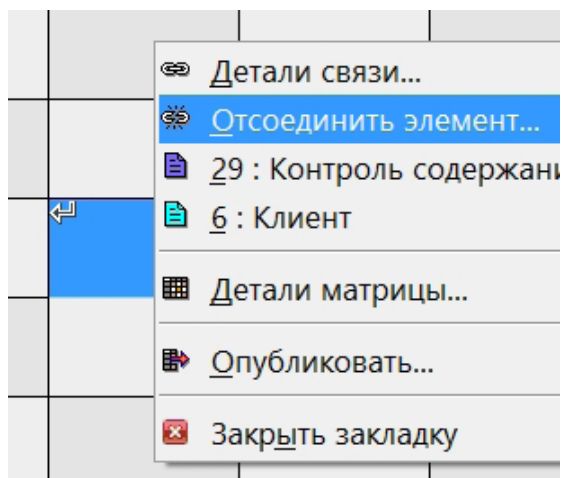 Детали связи...
Отсоединить элемент...
29 : Контроль содержани
6 : Клиент
Детали матрицы...
Опубликовать...
Закрыть закладку